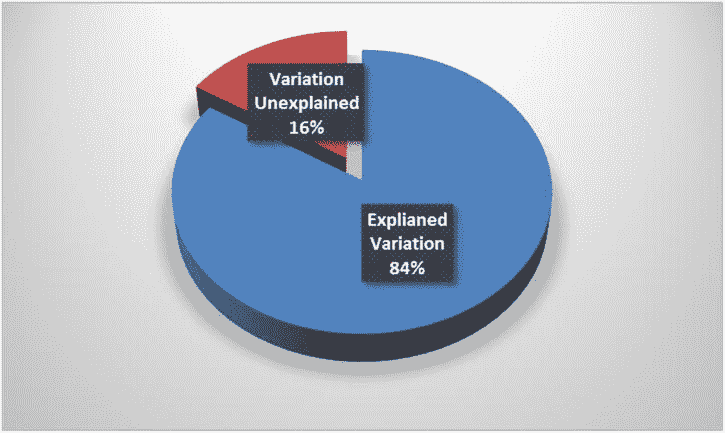 Variation
Unexplained
16%
Explianed
Variation
84%